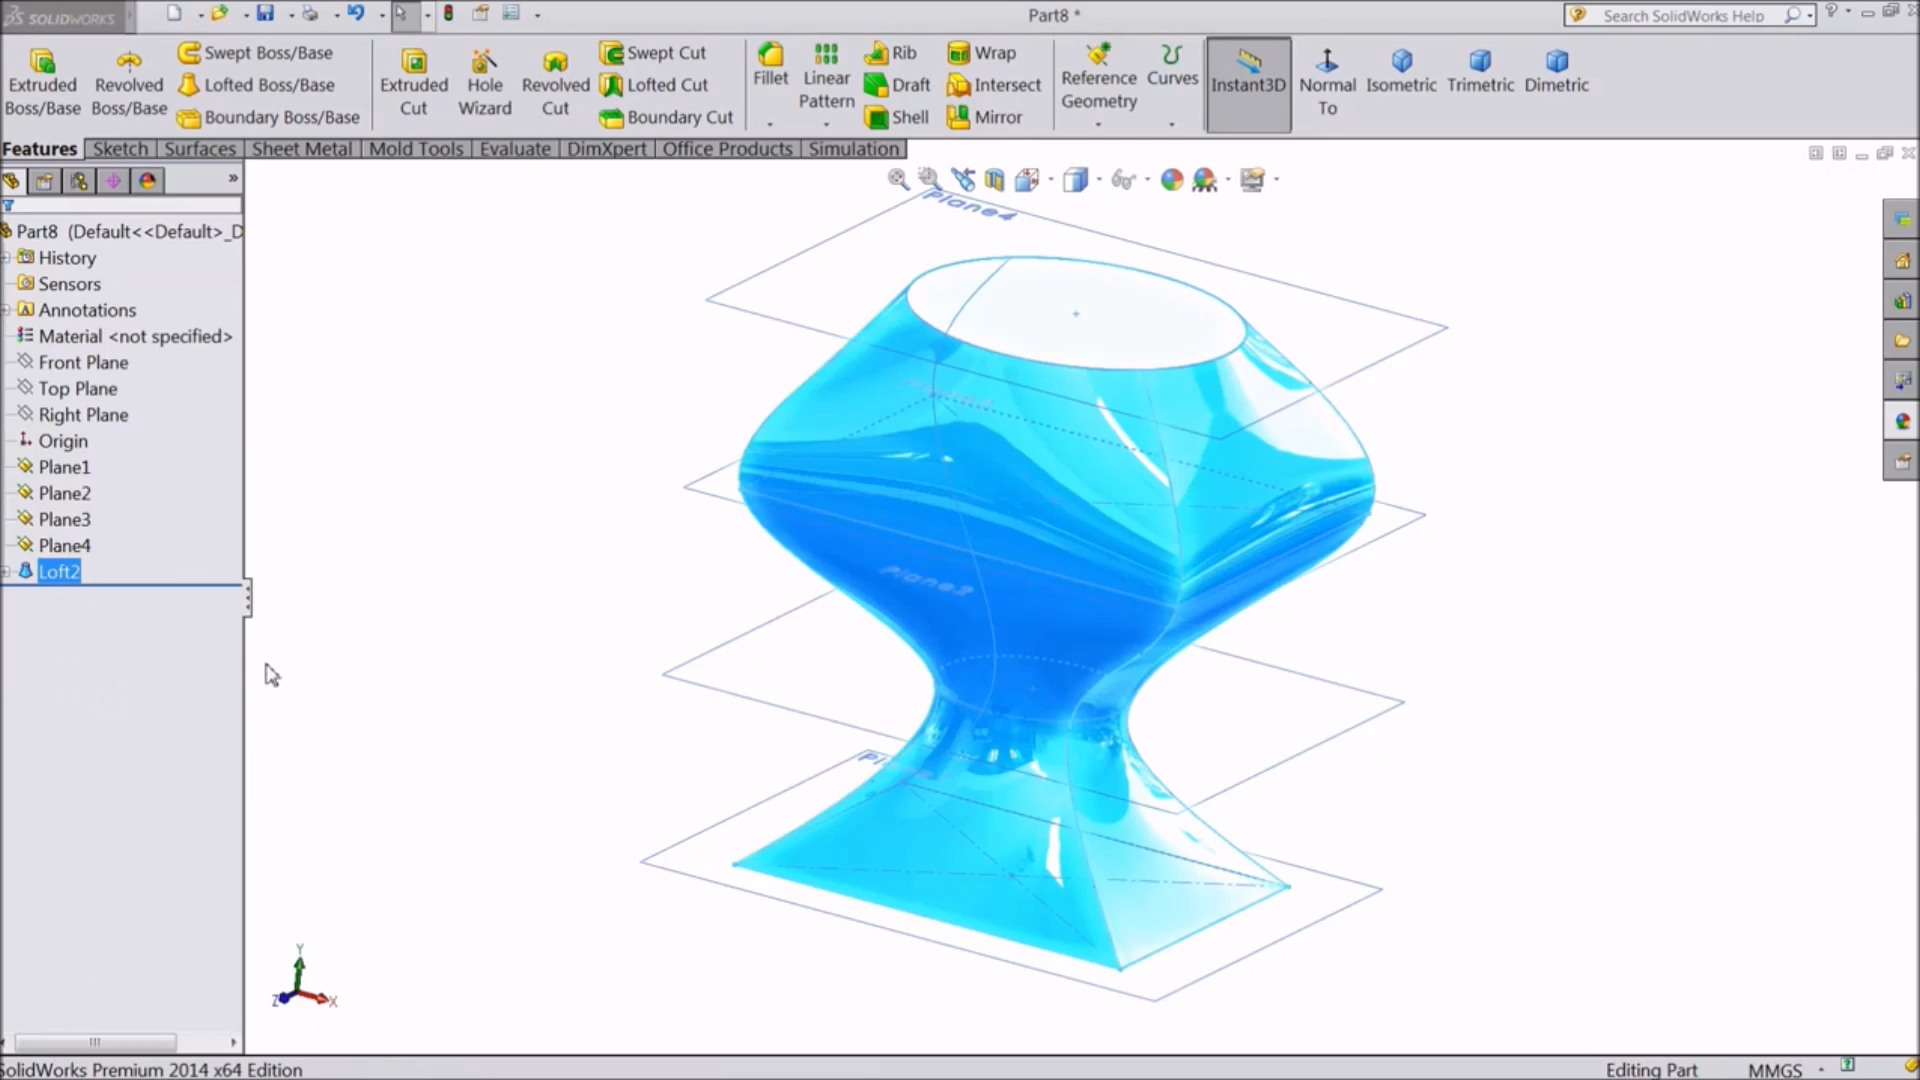 SOLIDWORKS
Part8 *
Search SolidWorks Help
Extruded Boss/Base
Revolved Boss/Base
Swept Boss/Base
Lofted Boss/Base
Boundary Boss/Base
Extruded Cut
Hole Wizard
Revolved Cut
Swept Cut
Lofted Cut
Boundary Cut
Fillet
Linear Pattern
Rib
Draft
Shell
Wrap
Intersect
Mirror
Reference Geometry
Curves
Instant3D
Normal To
Isometric
Trimetric
Dimetric
Features
Sketch
Surfaces
Sheet Metal
Mold Tools
Evaluate
DimXpert
Office Products
Simulation
Part8 (Default<<Default>_D
History
Sensors
Annotations
Material <not specified>
Front Plane
Top Plane
Right Plane
Origin
Plane1
Plane2
Plane3
Plane4
Loft2
Plane4
Plane2
Y
Z
X
SolidWorks Premium 2014 x64 Edition
Editing Part
MMGS